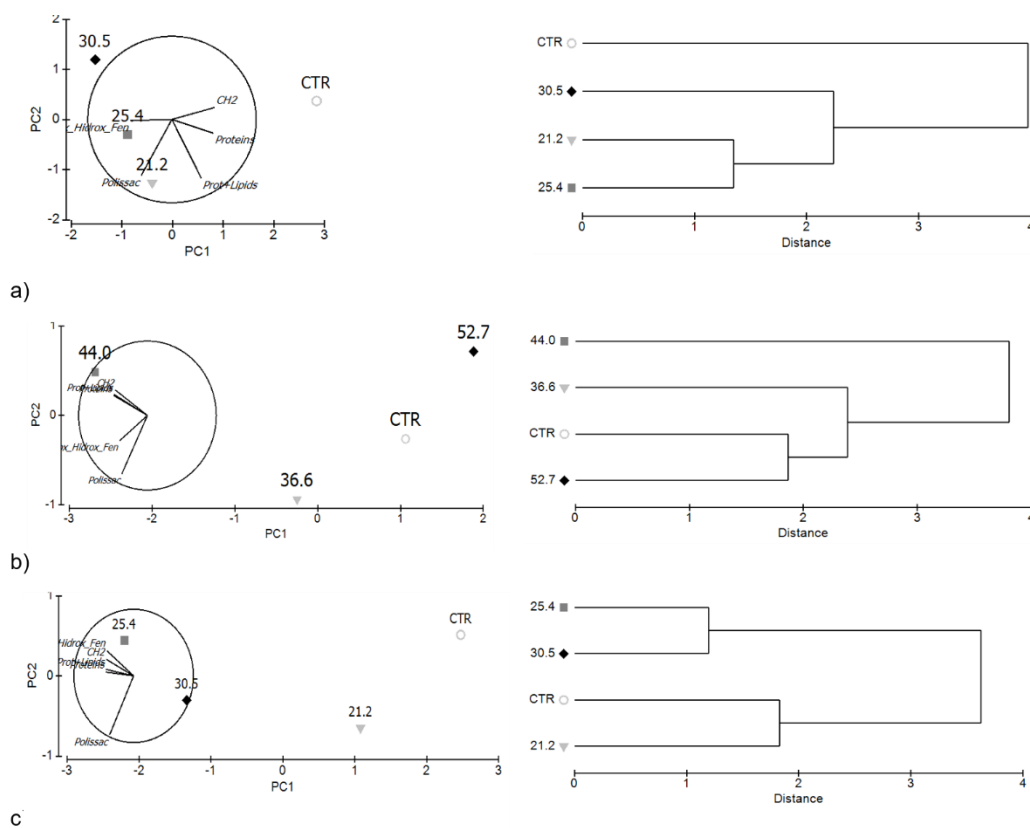 2
1
0
-1
-2
PC2
30.5
CTR
CH2
25.4
x_Hidrox_Fen
Proteins
21.2
Polissac
Prot+Lipids
-2 -1 0 1 2 3
PC1
CTR
30.5
21.2
25.4
0 1 2 3 4
Distance
a)
1
0
-1
PC2
52.7
44.0
CH2
Prot+Lipids
Proteins
CTR
ox_Hidrox_Fen
Polissac
36.6
-3 -2 -1 0 1 2
PC1
44.0
36.6
CTR
52.7
0 1 2 3 4
Distance
b)
1
0
-1
PC2
25.4
CTR
Hidrox_Fen
CH2
Prot+Lipids
Proteins
30.5
21.2
Polissac
-3 -2 -1 0 1 2 3
PC1
25.4
30.5
CTR
21.2
0 1 2 3 4
Distance
c